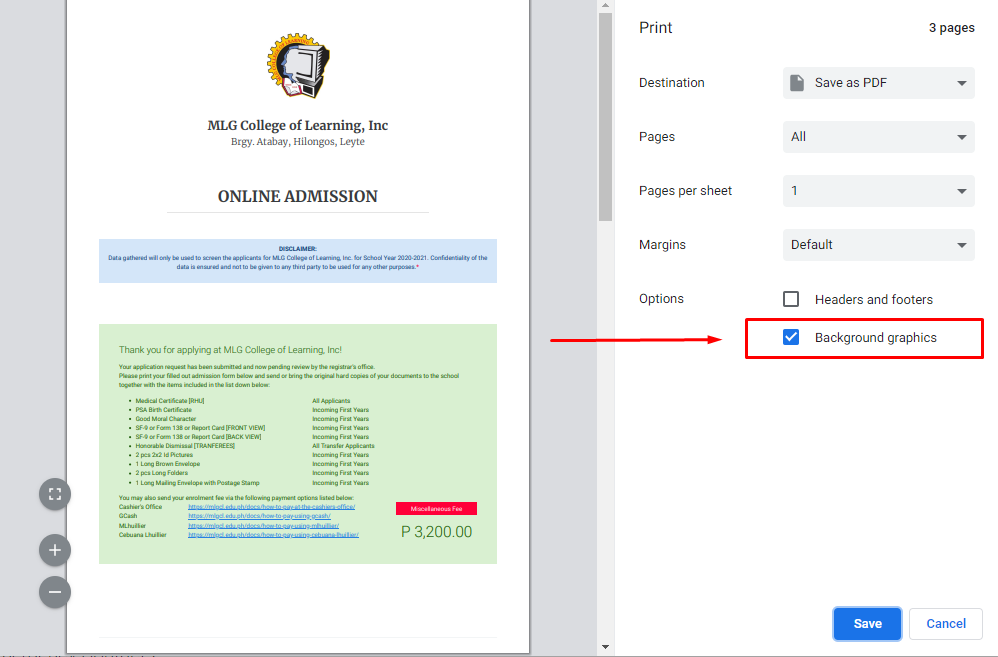 MLG College of Learning, Inc
Brgy. Atabay, Hilongos, Leyte
ONLINE ADMISSION
DISCLAIMER:
Data gathered will only be used to screen the applicants for MLG College of Learning, Inc. for School Year 2020-2021. Confidentiality of the
data is ensured and not to be given to any third party to be used for any other purposes.*
Thank you for applying at MLG College of Learning, Inc!
Your application request has been submitted and now pending review by the registrar's office.
Please print your filled out admission form below and send or bring the original hard copies of your documents to the school
together with the items included in the list down below:
• Medical Certificate [RHU] All Applicants
• PSA Birth Certificate Incoming First Years
• Good Moral Character Incoming First Years
• SF-9 or Form 138 or Report Card [FRONT VIEW] Incoming First Years
• SF-9 or Form 138 or Report Card [BACK VIEW] Incoming First Years
• Honorable Dismissal [TRANFEREES] All Transfer Applicants
• 2 pcs 2x2 Id Pictures Incoming First Years
• 1 Long Brown Envelope Incoming First Years
• 2 pcs Long Folders Incoming First Years
• 1 Long Mailing Envelope with Postage Stamp Incoming First Years
You may also send your enrolment fee via the following payment options listed below:
Cashier's Office https://mlgcl.edu.ph/docs/how-to-pay-at-the-cashiers-office/
GCash https://mlgcl.edu.ph/docs/how-to-pay-using-gcash/
MLhuillier https://mlgcl.edu.ph/docs/how-to-pay-using-mlhuillier/
Cebuana Lhuillier https://mlgcl.edu.ph/docs/how-to-pay-using-cebuana-lhuillier/
Miscellaneous Fee
P 3,200.00
Print 3 pages
Destination Save as PDF
Pages All
Pages per sheet 1
Margins Default
Options Headers and footers
Background graphics
Save Cancel